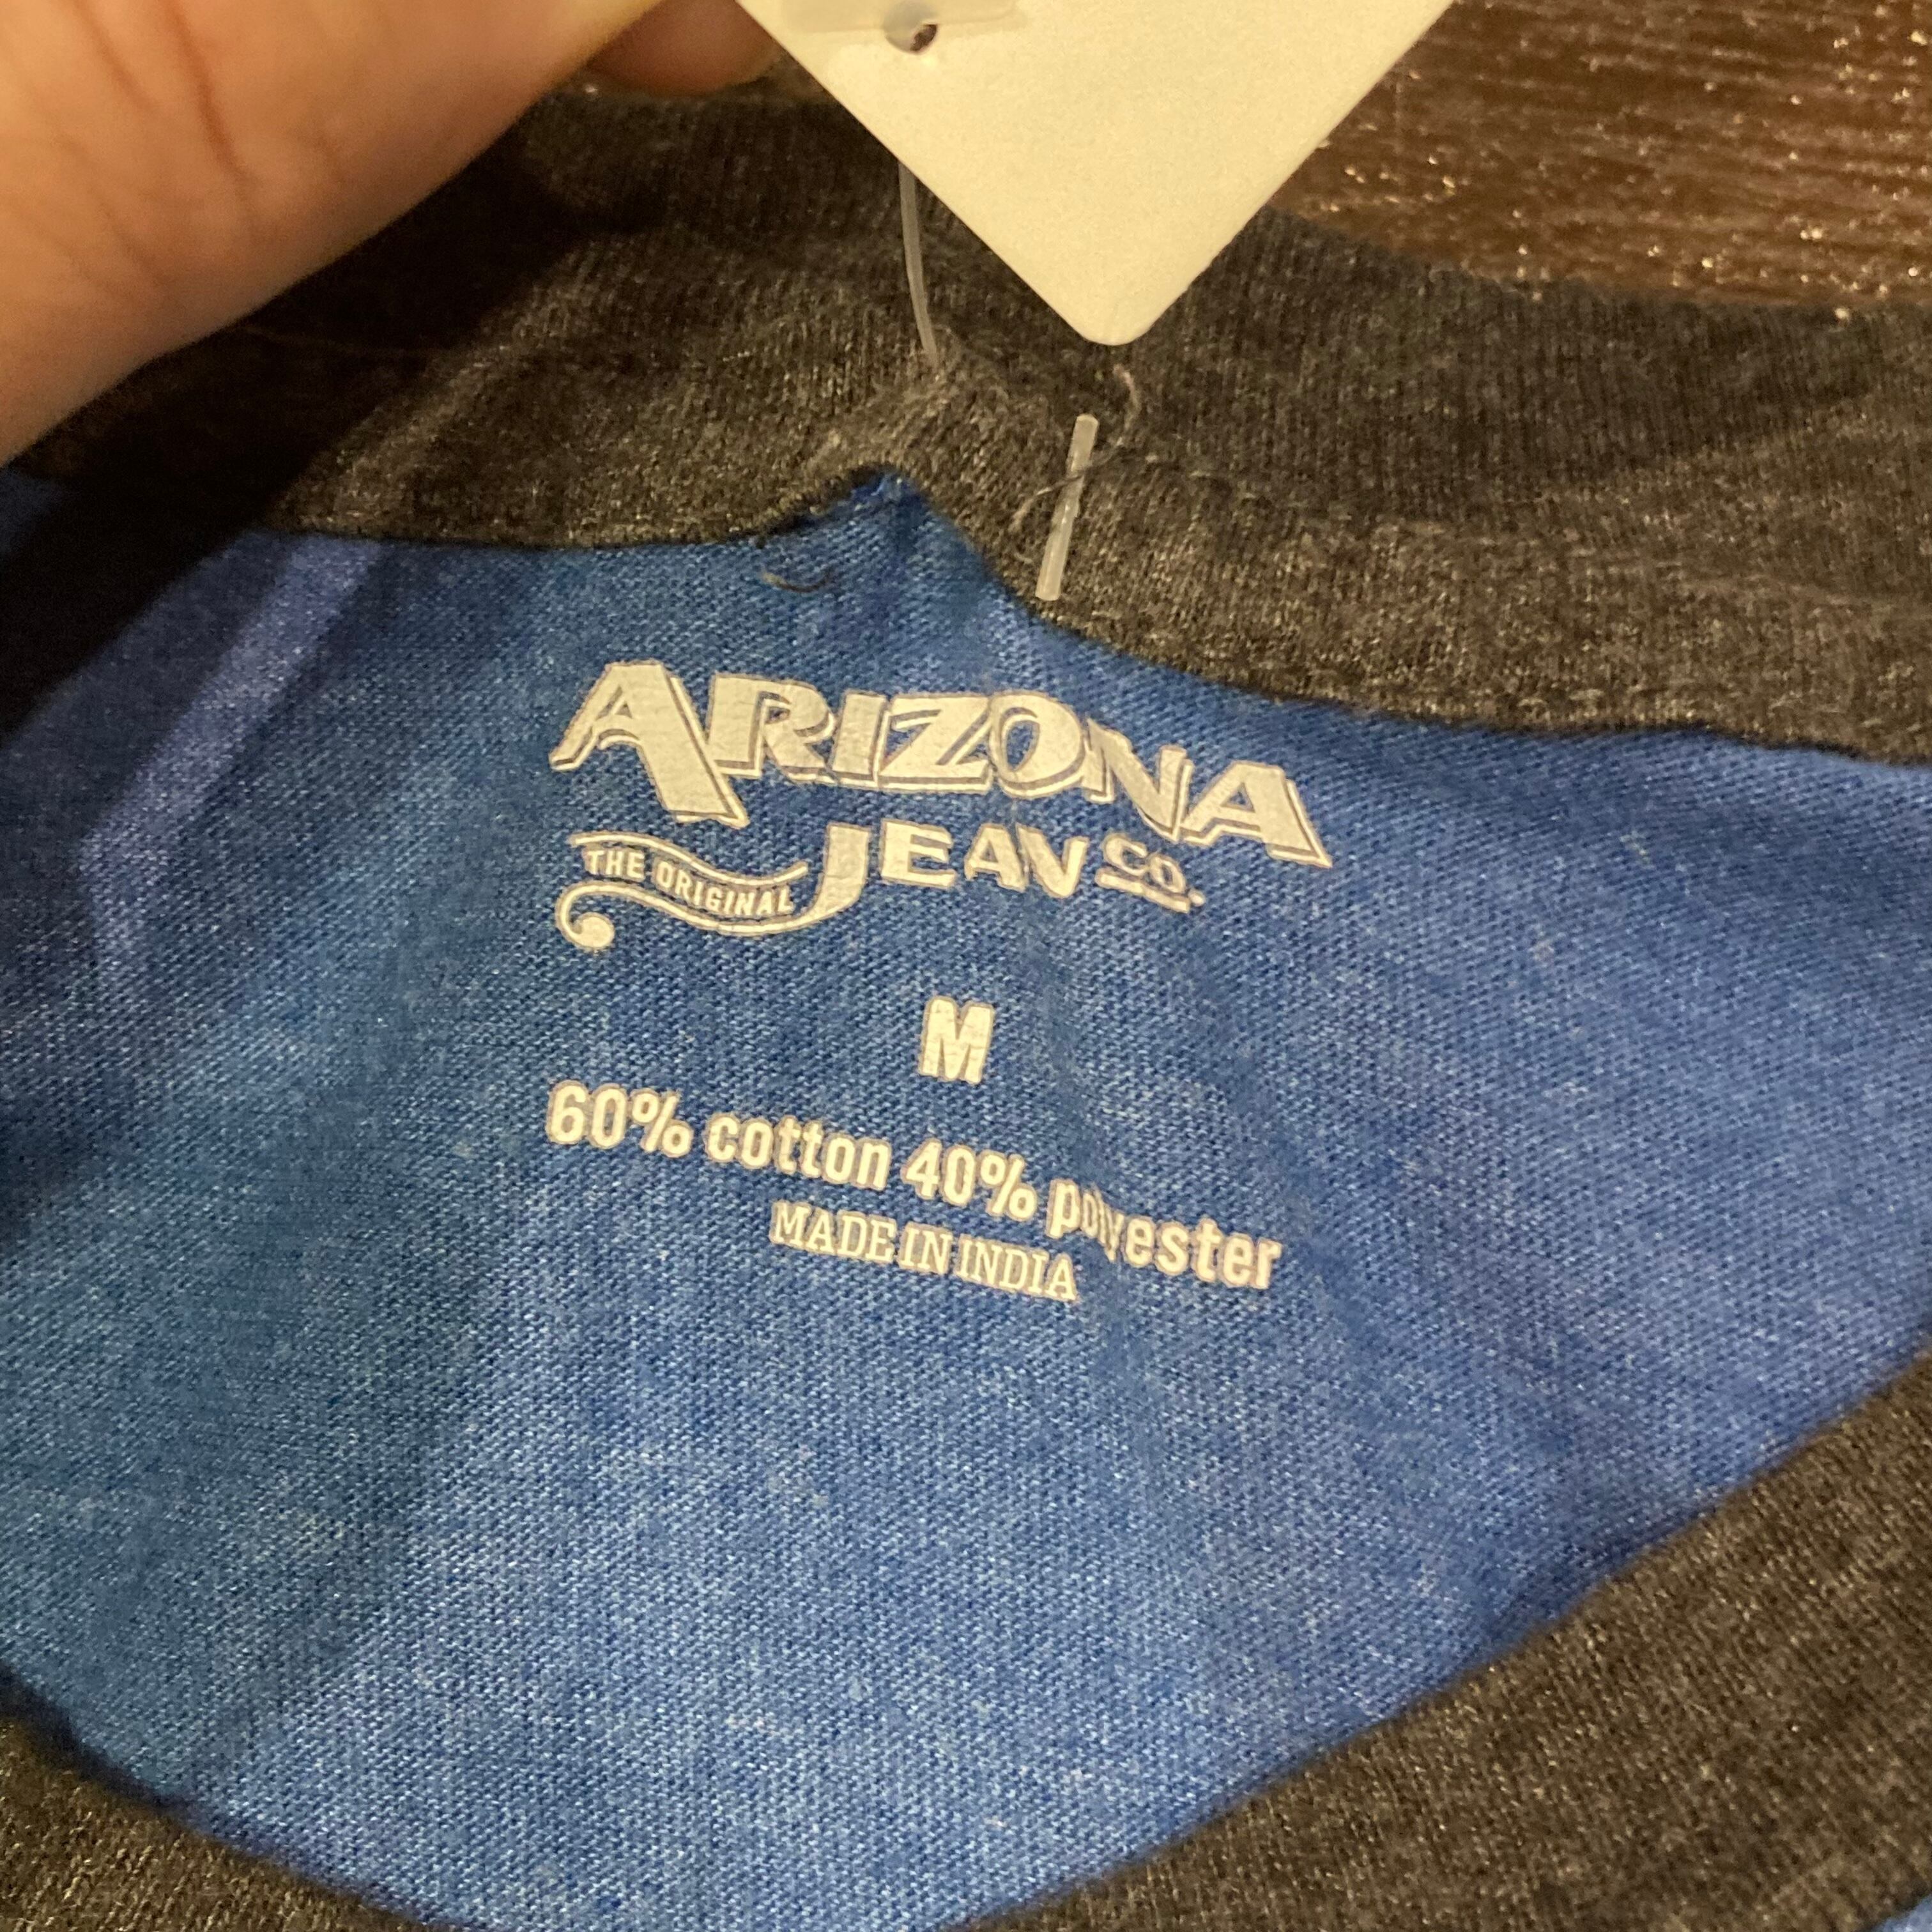 ARIZONA
THE ORIGINAL JEAN CO.
M
60% cotton 40% polyester
MADE IN INDIA